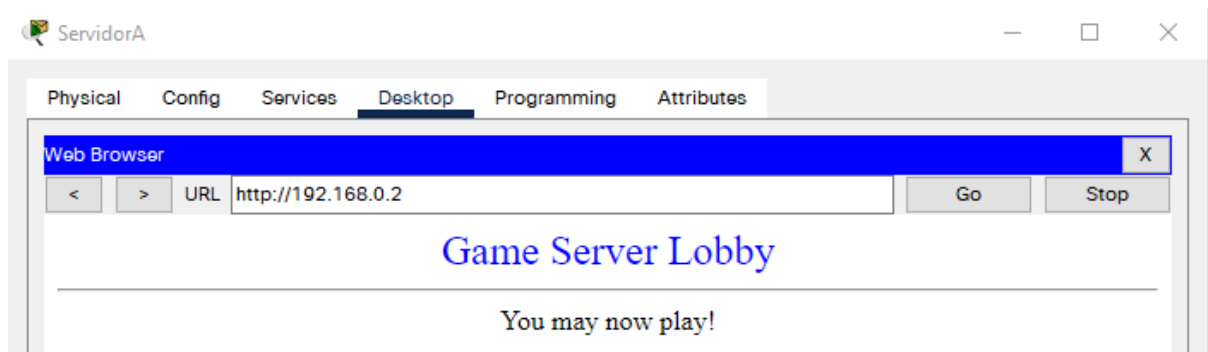 ServidorA
Physical Config Services Desktop Programming Attributes
Web Browser X
< > URL http://192.168.0.2 Go Stop
Game Server Lobby
You may now play!